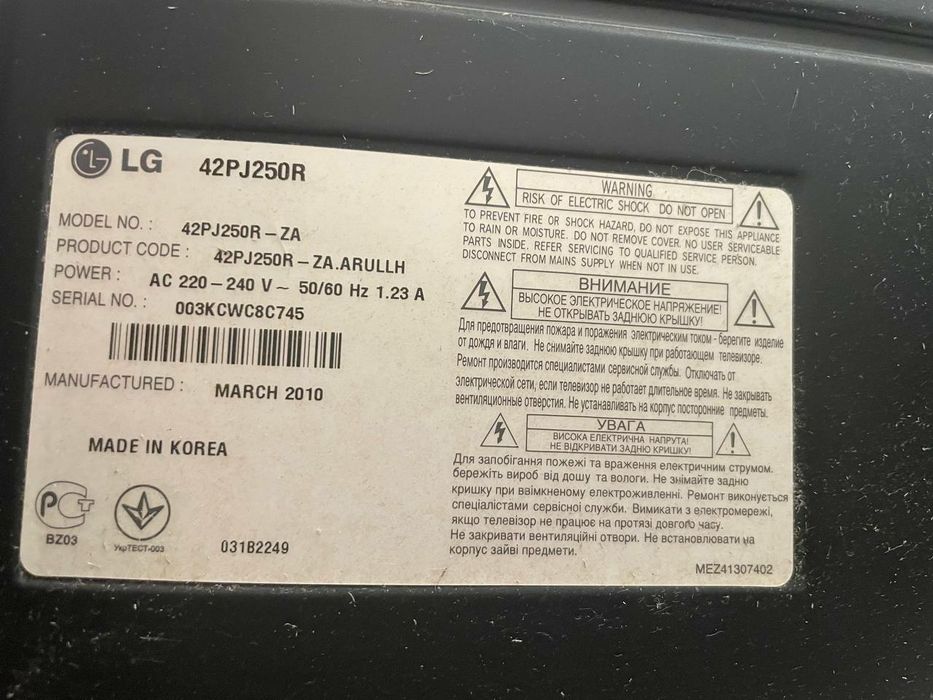 LG 42PJ250R
MODEL NO. : 42PJ250R-ZA
PRODUCT CODE : 42PJ250R-ZA.ARULLH
POWER : AC 220-240 V~ 50/60 Hz 1.23 A
SERIAL NO. : 003KCWC8C745
MANUFACTURED : MARCH 2010
MADE IN KOREA
РСТ
BZ03
УкрТЕСТ-003
031B2249
WARNING
RISK OF ELECTRIC SHOCK DO NOT OPEN
TO PREVENT FIRE OR SHOCK HAZARD, DO NOT EXPOSE THIS APPLIANCE
TO RAIN OR MOISTURE. DO NOT REMOVE COVER. NO USER SERVICEABLE
PARTS INSIDE. REFER SERVICING TO QUALIFIED SERVICE PERSON.
DISCONNECT FROM MAINS SUPPLY WHEN NOT IN USE.
ВНИМАНИЕ
ВЫСОКОЕ ЭЛЕКТРИЧЕСКОЕ НАПРЯЖЕНИЕ!
НЕ ОТКРЫВАТЬ ЗАДНЮЮ КРЫШКУ!
Для предотвращения пожара и поражения электрическим током - берегите изделие
от дождя и влаги. Не снимайте заднюю крышку при работающем телевизоре.
Ремонт производится специалистами сервисной службы. Отключать от
электрической сети, если телевизор не работает длительное время. Не закрывать
вентиляционные отверстия. Не устанавливать на корпус посторонние предметы.
УВАГА
ВИСОКА ЕЛЕКТРИЧНА НАПРУГА!
НЕ ВІДКРИВАТИ ЗАДНЮ КРИШКУ!
Для запобігання пожежі та враження електричним струмом.
бережіть виріб від дощу та вологи. Не знімайте задню
кришку при ввімкненому електроживленні. Ремонт виконується
спеціалістами сервісної служби. Вимикати з електромережі,
якщо телевізор не працює на протязі довгого часу.
Не закривати вентиляційні отвори. Не встановлювати на
корпус зайві предмети.
MEZ41307402